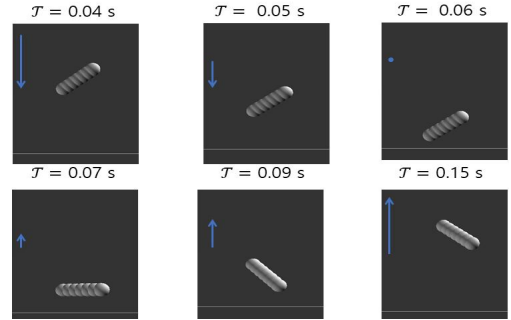 𝒯 = 0.04 s
𝒯 = 0.05 s
𝒯 = 0.06 s
𝒯 = 0.07 s
𝒯 = 0.09 s
𝒯 = 0.15 s